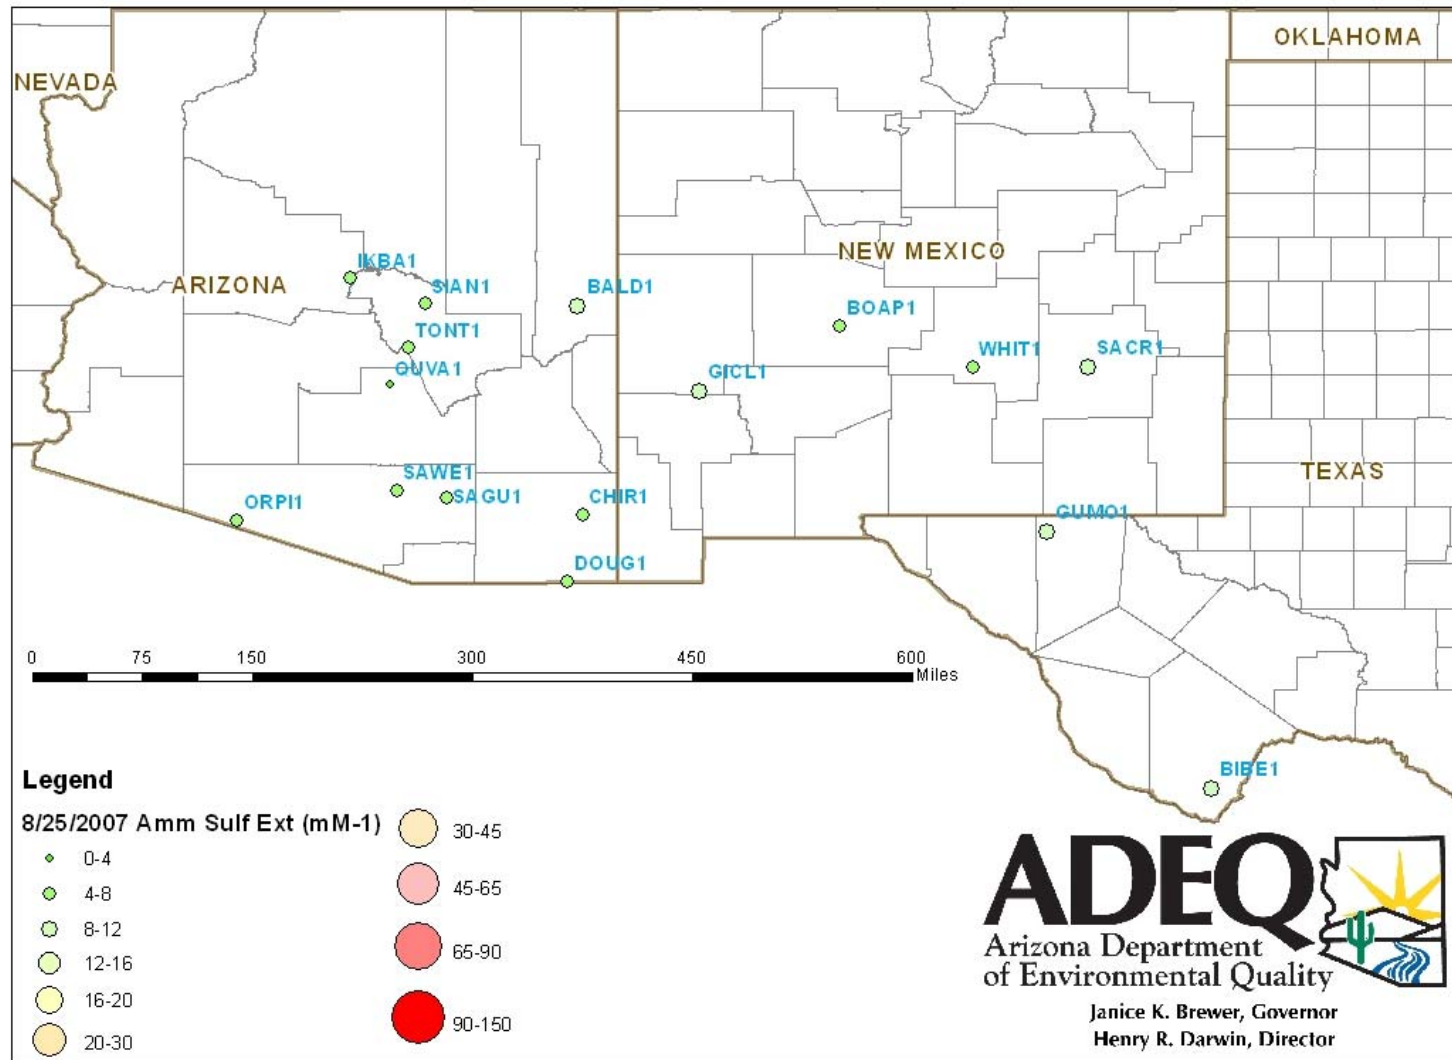 OKLAHOMA
NEVADA
NEW MEXICO
IKBA1
ARIZONA
SIAN1
BALD1
BOAP1
TONT1
WHIT1
SACR1
QUVA1
GICL1
TEXAS
SAWE1
SAGU1
CHIR1
ORPI1
GUMO1
DOUG1
0 75 150 300 450 600
Miles
BIBE1
Legend
8/25/2007 Amm Sulf Ext (mM-1)
0-4
4-8
8-12
12-16
16-20
20-30
30-45
45-65
65-90
90-150
ADEQ
Arizona Department
of Environmental Quality
Janice K. Brewer, Governor
Henry R. Darwin, Director